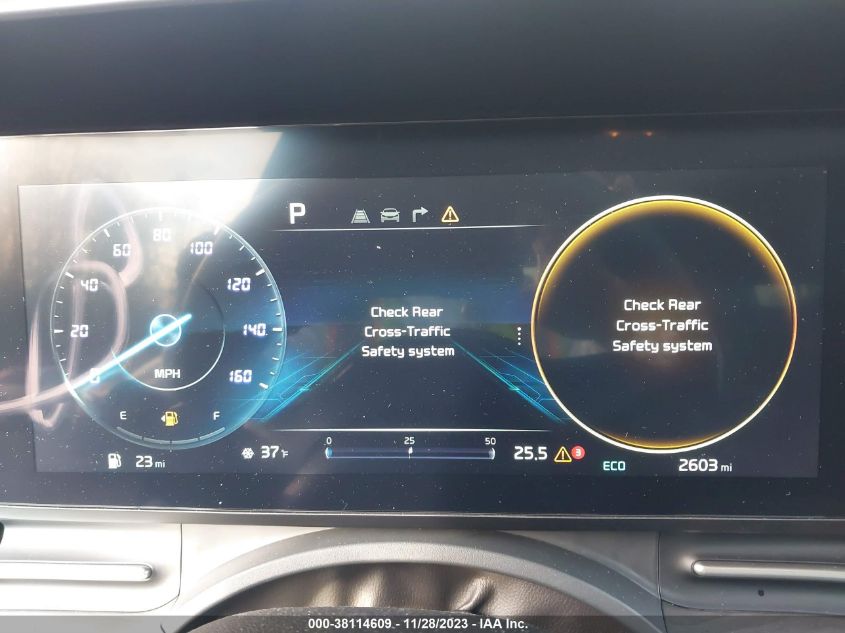 P
80
60
100
40
120
20
140
0
160
MPH
E
F
23 mi
Check Rear
Cross-Traffic
Safety system
Check Rear
Cross-Traffic
Safety system
37°F
0
25
50
25.5
3
ECO
2603 mi
000-38114609 - 11/28/2023 - IAA Inc.